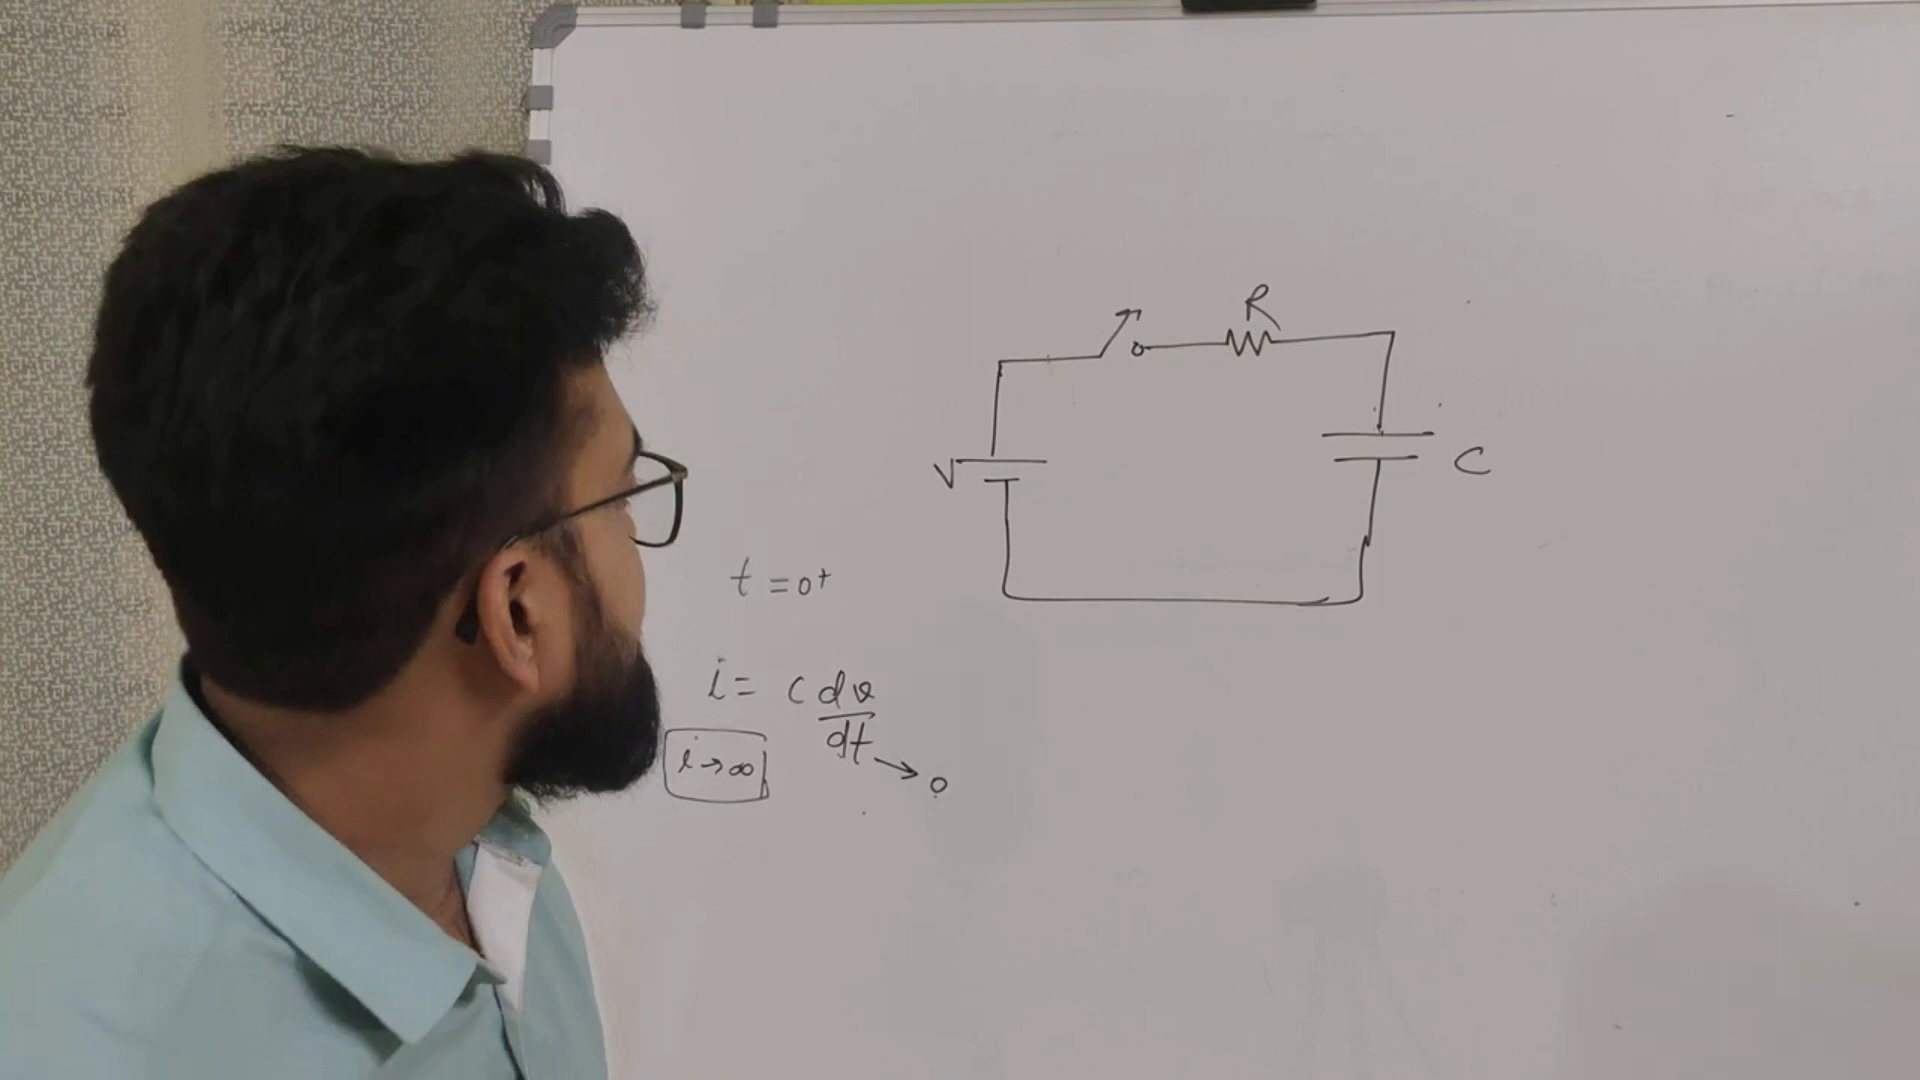 R
V
C
t = 0⁺
i = C dv/dt → 0
i → ∞